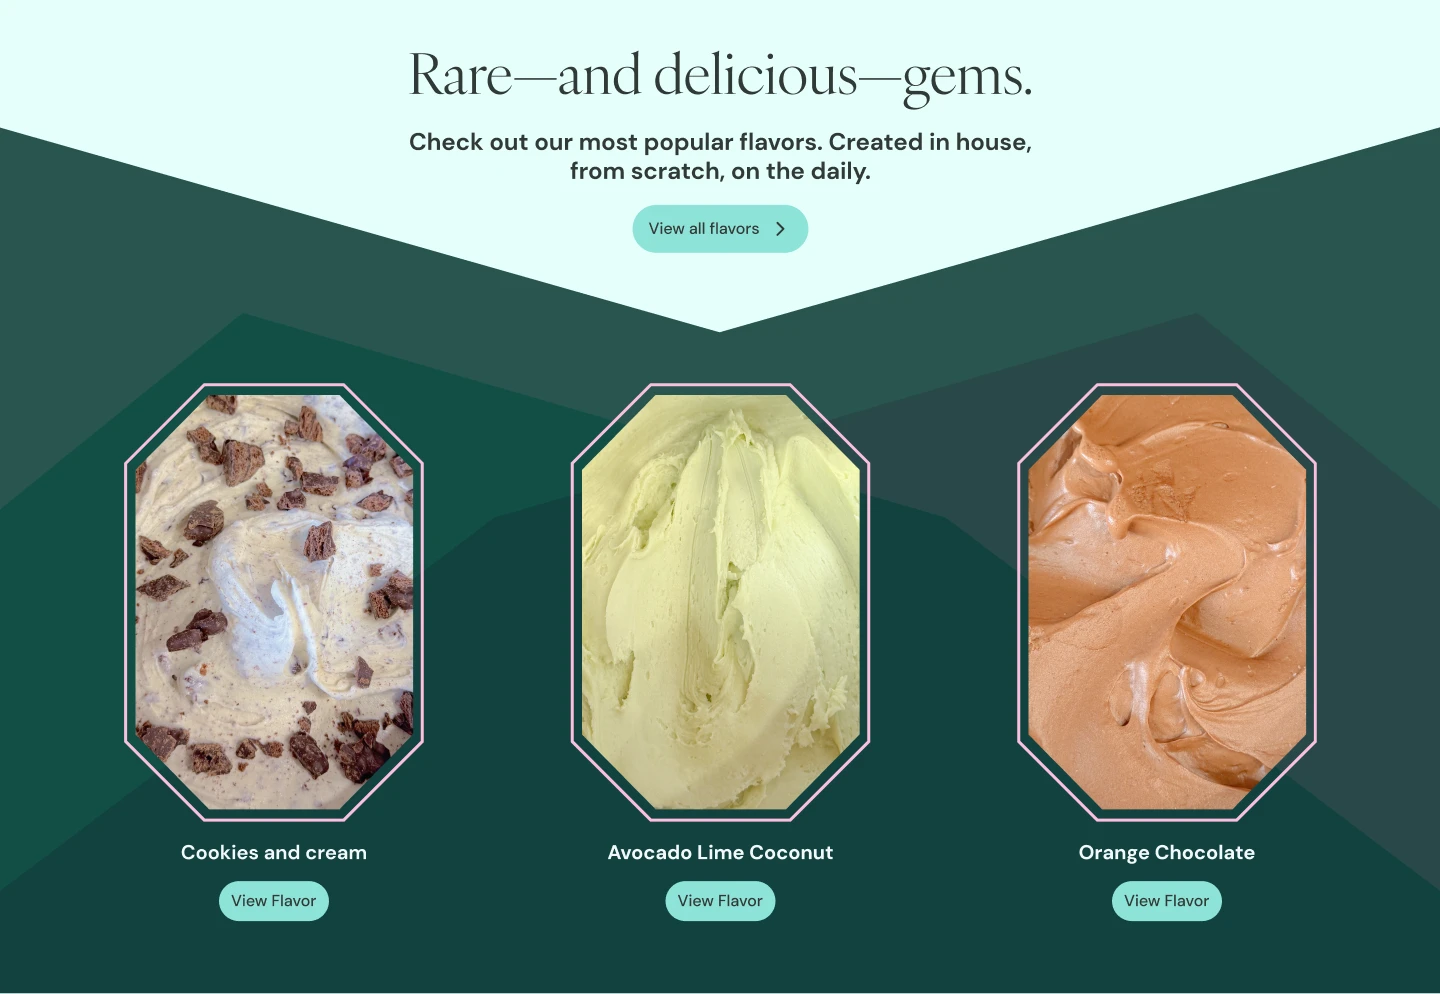 Rare—and delicious—gems.
Check out our most popular flavors. Created in house,
from scratch, on the daily.
View all flavors
Cookies and cream
Avocado Lime Coconut
Orange Chocolate
View Flavor
View Flavor
View Flavor